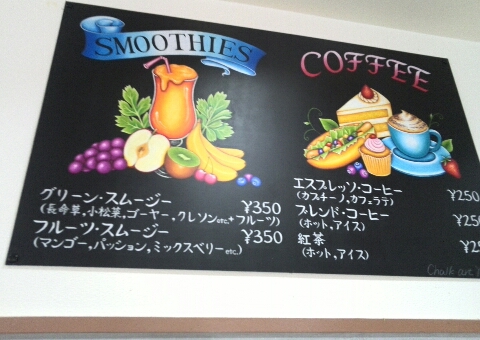 SMOOTHIES
グリーン・スムージー ¥350
(長命草,小松菜,ゴーヤー,クレソンetc.+フルーツ)
フルーツ・スムージー ¥350
(マンゴー,パッション,ミックスベリーetc.)
COFFEE
エスプレッソ・コーヒー ¥250
(カプチーノ,カフェラテ)
ブレンド・コーヒー ¥250
(ホット,アイス)
紅茶 ¥25
(ホット,アイス)
Chalk art